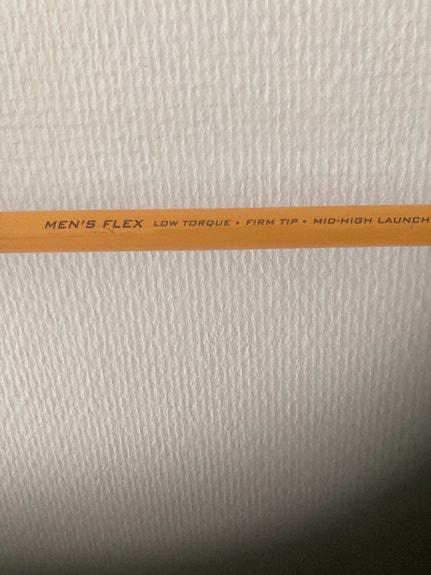 MEN'S FLEX LOW TORQUE • FIRM TIP • MID-HIGH LAUNCH